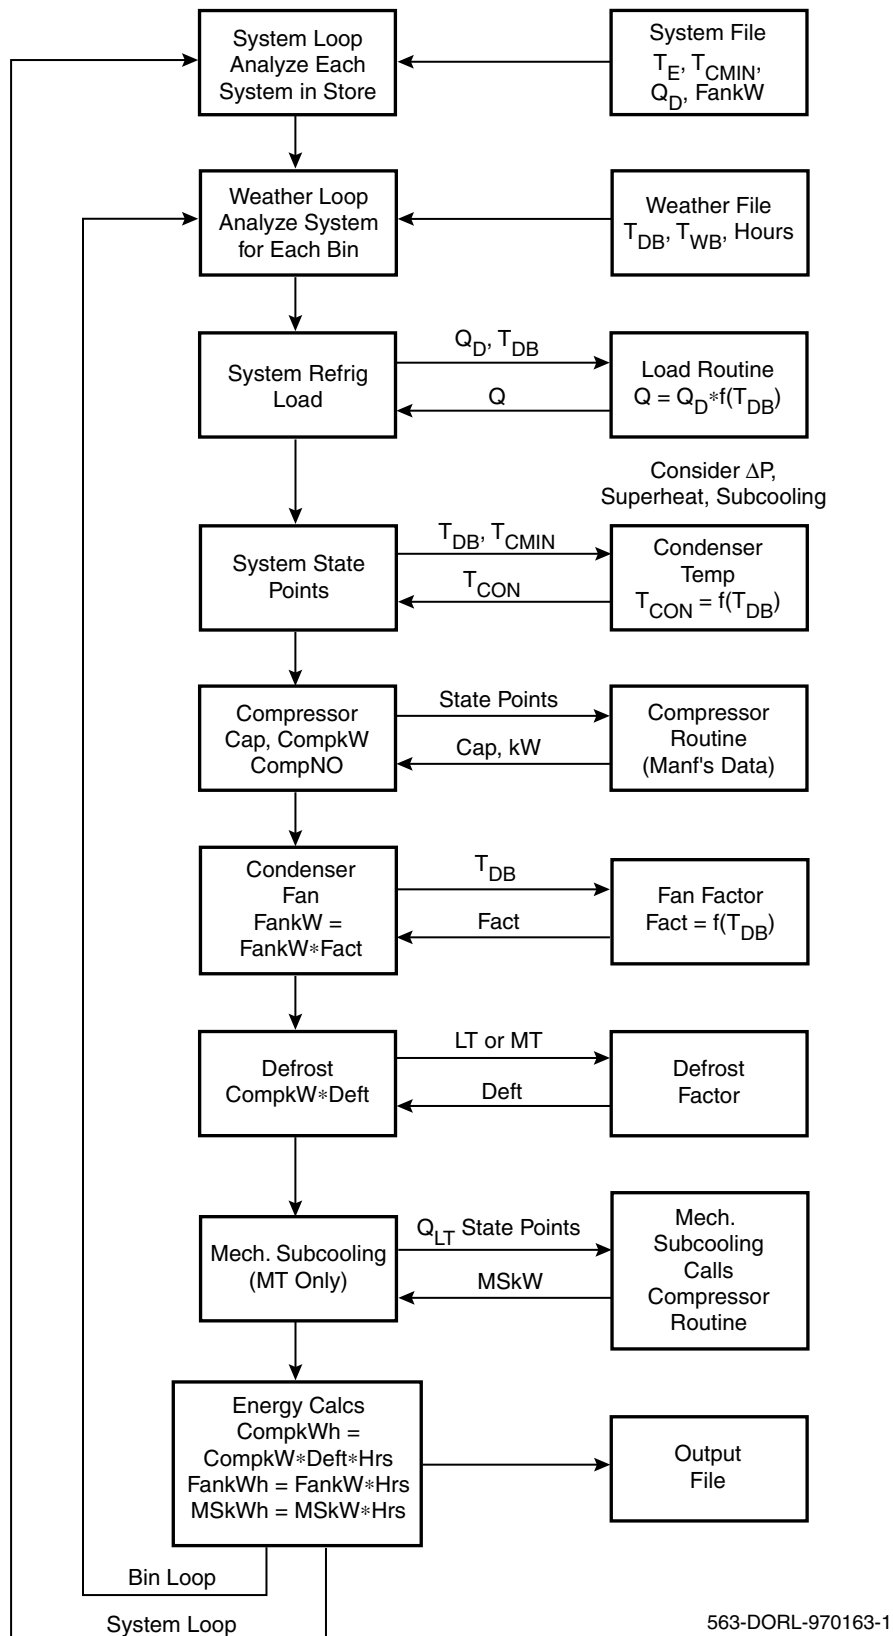 System Loop
Analyze Each
System in Store
System File
T_E, T_CMIN,
Q_D, FankW
Weather Loop
Analyze System
for Each Bin
Weather File
T_DB, T_WB, Hours
System Refrig
Load
Q_D, T_DB
Q
Load Routine
Q = Q_D*f(T_DB)
Consider ΔP,
Superheat, Subcooling
System State
Points
T_DB, T_CMIN
T_CON
Condenser
Temp
T_CON = f(T_DB)
Compressor
Cap, CompkW
CompNO
State Points
Cap, kW
Compressor
Routine
(Manf's Data)
Condenser
Fan
FankW =
FankW*Fact
T_DB
Fact
Fan Factor
Fact = f(T_DB)
Defrost
CompkW*Deft
LT or MT
Deft
Defrost
Factor
Mech. Subcooling
(MT Only)
Q_LT State Points
MSkW
Mech.
Subcooling
Calls
Compressor
Routine
Energy Calcs
CompkWh =
CompkW*Deft*Hrs
FankWh = FankW*Hrs
MSkWh = MSkW*Hrs
Output
File
Bin Loop
System Loop
563-DORL-970163-1